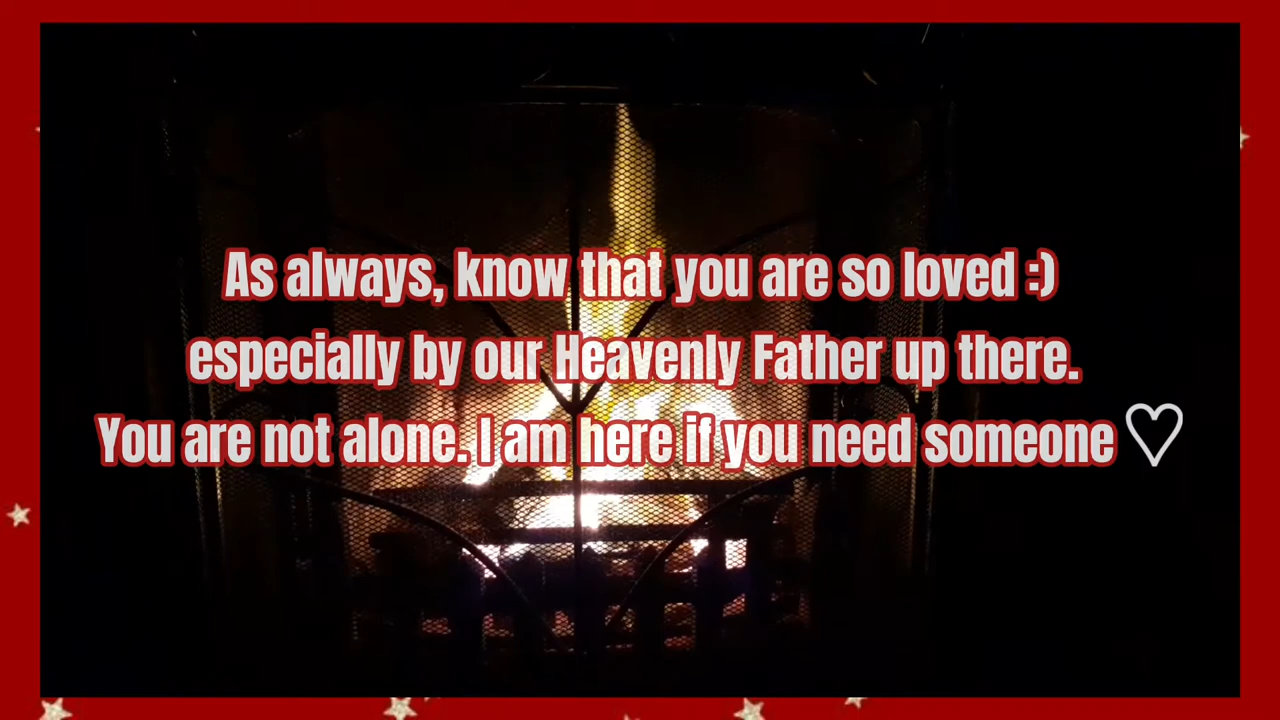 As always, know that you are so loved :)
especially by our Heavenly Father up there.
You are not alone. I am here if you need someone ♡